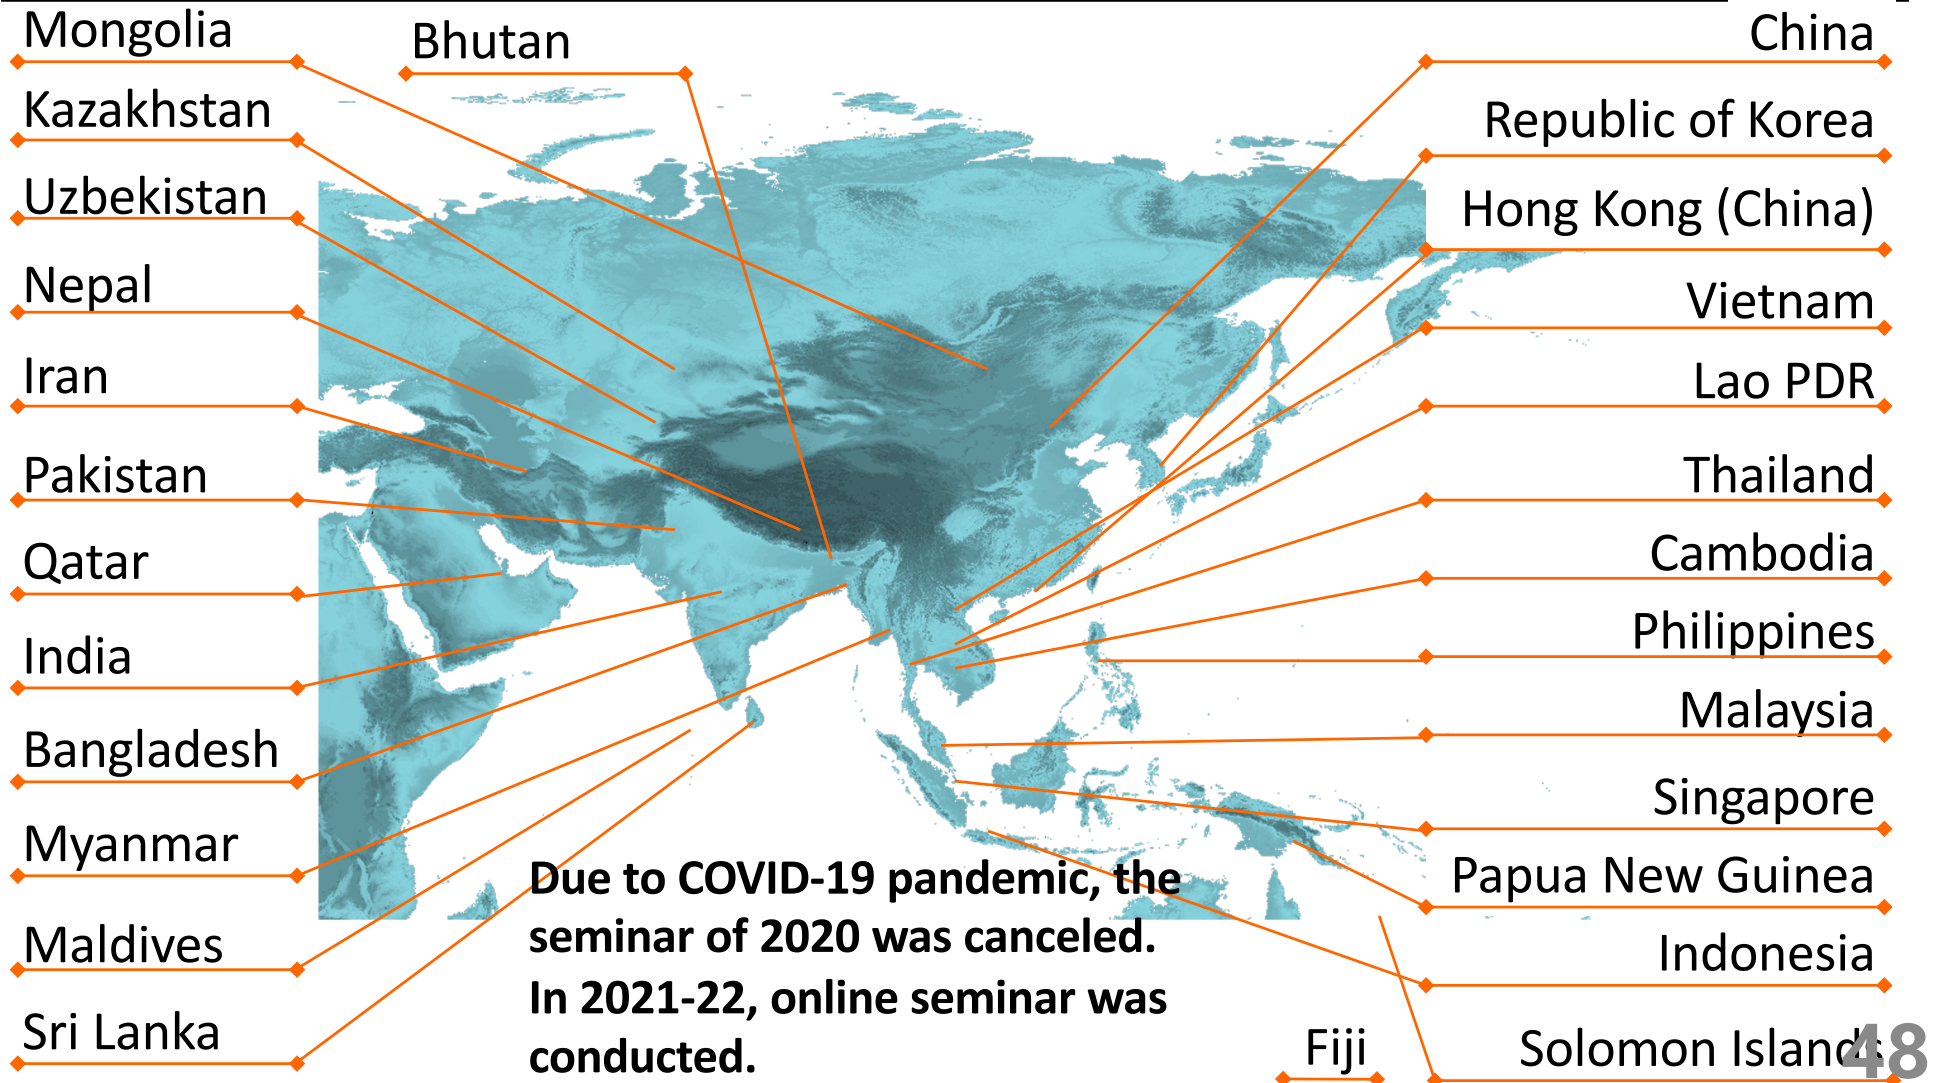 Mongolia
Bhutan
China
Kazakhstan
Republic of Korea
Uzbekistan
Hong Kong (China)
Nepal
Vietnam
Iran
Lao PDR
Pakistan
Thailand
Qatar
Cambodia
India
Philippines
Bangladesh
Malaysia
Myanmar
Singapore
Maldives
Papua New Guinea
Sri Lanka
Indonesia
Due to COVID-19 pandemic, the
seminar of 2020 was canceled.
In 2021-22, online seminar was
conducted.
Fiji
Solomon Islands
48